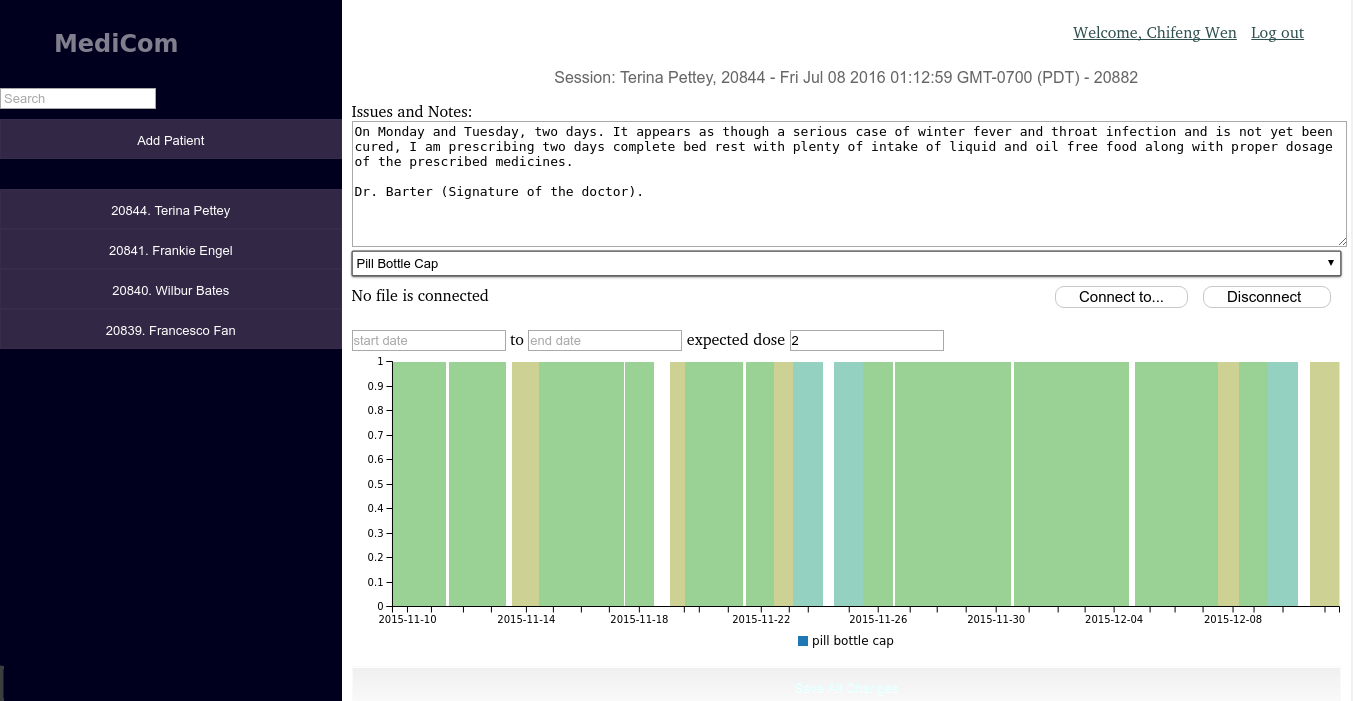 MediCom
Search
Add Patient
20844. Terina Pettey
20841. Frankie Engel
20840. Wilbur Bates
20839. Francesco Fan
Welcome, Chifeng Wen Log out
Session: Terina Pettey, 20844 - Fri Jul 08 2016 01:12:59 GMT-0700 (PDT) - 20882
Issues and Notes:
On Monday and Tuesday, two days. It appears as though a serious case of winter fever and throat infection and is not yet been
cured, I am prescribing two days complete bed rest with plenty of intake of liquid and oil free food along with proper dosage
of the prescribed medicines.
Dr. Barter (Signature of the doctor).
Pill Bottle Cap
No file is connected Connect to... Disconnect
start date to end date expected dose 2
1
0.9
0.8
0.7
0.6
0.5
0.4
0.3
0.2
0.1
0
2015-11-10 2015-11-14 2015-11-18 2015-11-22 2015-11-26 2015-11-30 2015-12-04 2015-12-08
pill bottle cap
Save All Changes